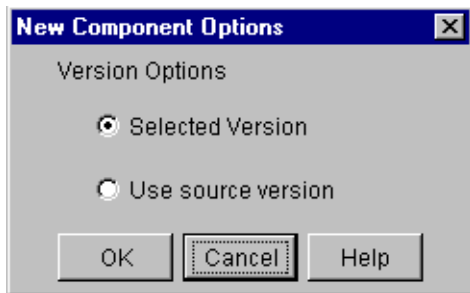 New Component Options
Version Options
Selected Version
Use source version
OK Cancel Help